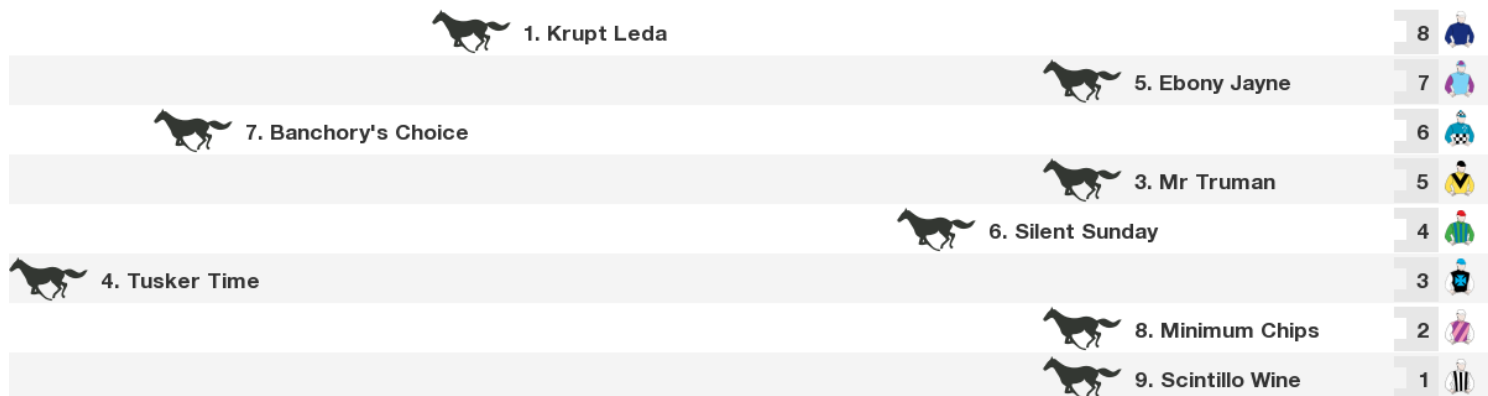 1. Krupt Leda 8
5. Ebony Jayne 7
7. Banchory's Choice 6
3. Mr Truman 5
6. Silent Sunday 4
4. Tusker Time 3
8. Minimum Chips 2
9. Scintillo Wine 1